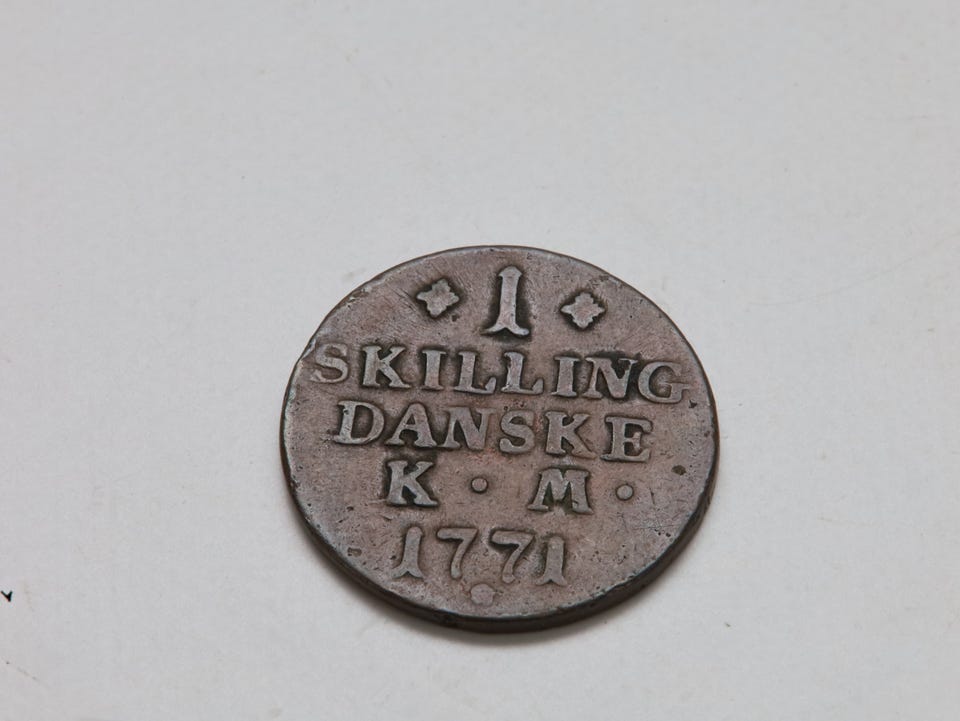 1
SKILLING
DANSKE
K · M ·
1771